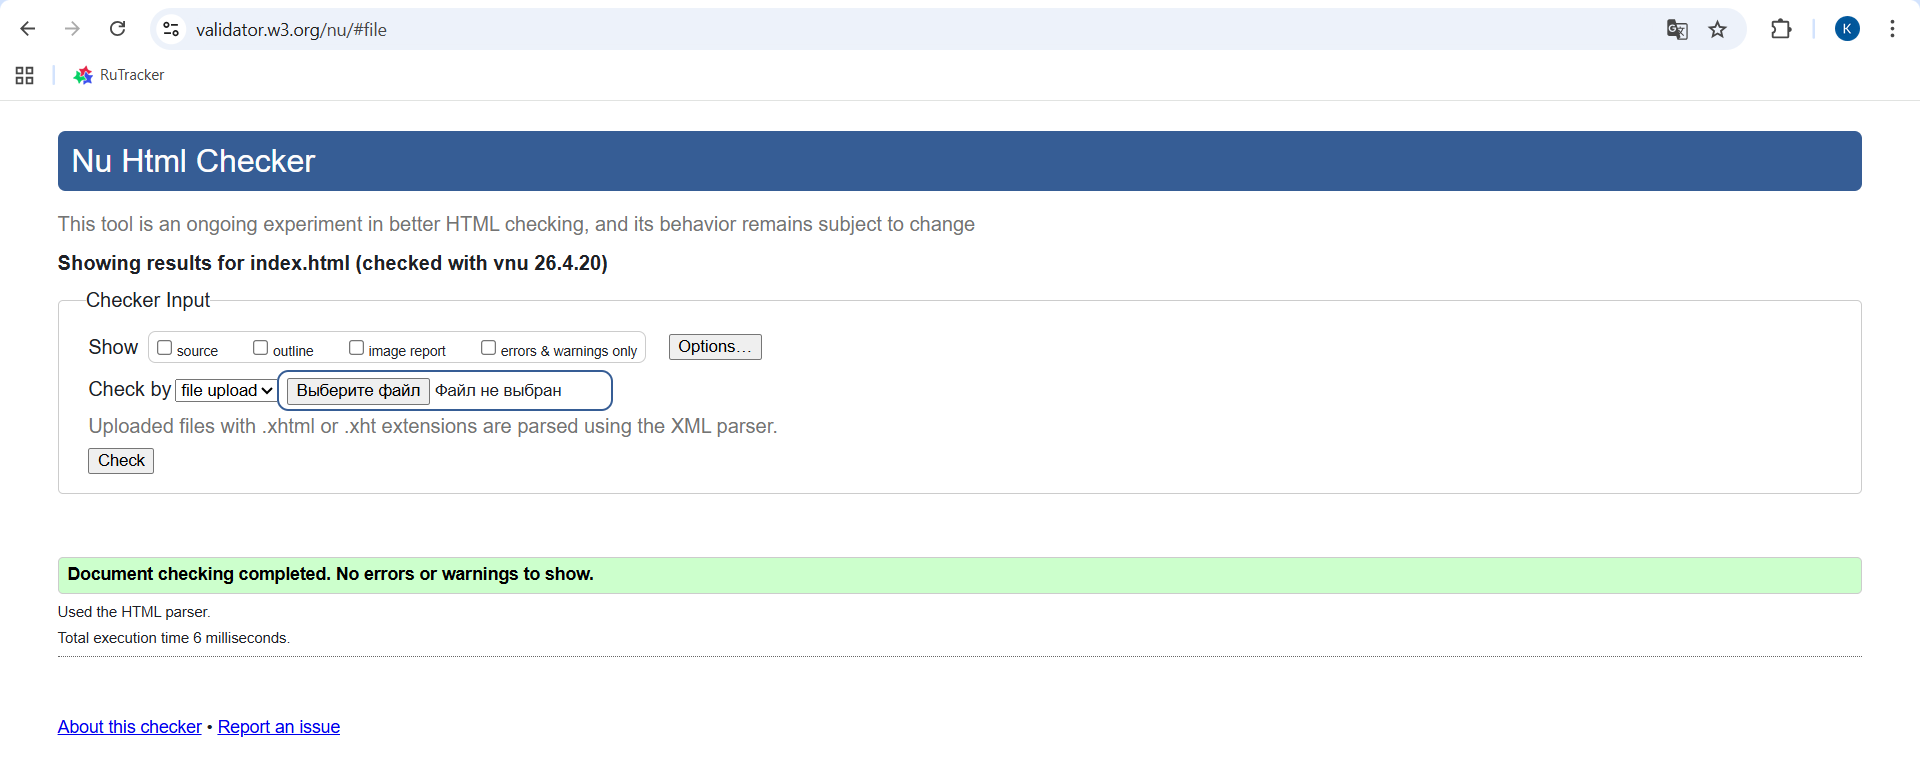 validator.w3.org/nu/#file
K
RuTracker
Nu Html Checker
This tool is an ongoing experiment in better HTML checking, and its behavior remains subject to change
Showing results for index.html (checked with vnu 26.4.20)
Checker Input
Show source outline image report errors & warnings only Options...
Check by file upload Выберите файл Файл не выбран
Uploaded files with .xhtml or .xht extensions are parsed using the XML parser.
Check
Document checking completed. No errors or warnings to show.
Used the HTML parser.
Total execution time 6 milliseconds.
About this checker • Report an issue